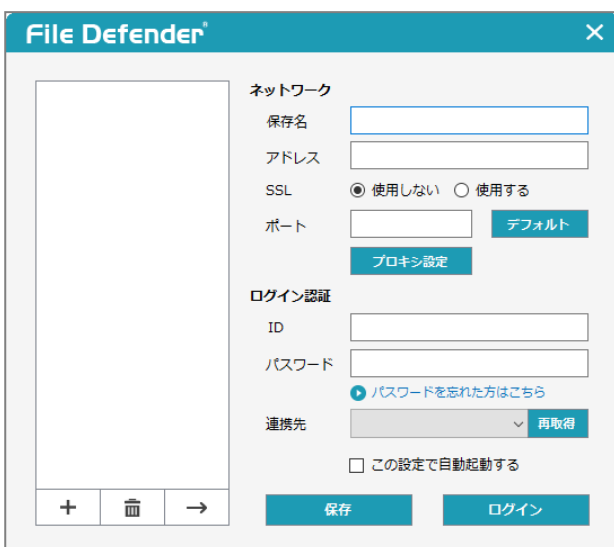 File Defender®
ネットワーク
保存名
アドレス
SSL 使用しない 使用する
ポート デフォルト
プロキシ設定
ログイン認証
ID
パスワード
パスワードを忘れた方はこちら
連携先 再取得
この設定で自動起動する
保存 ログイン